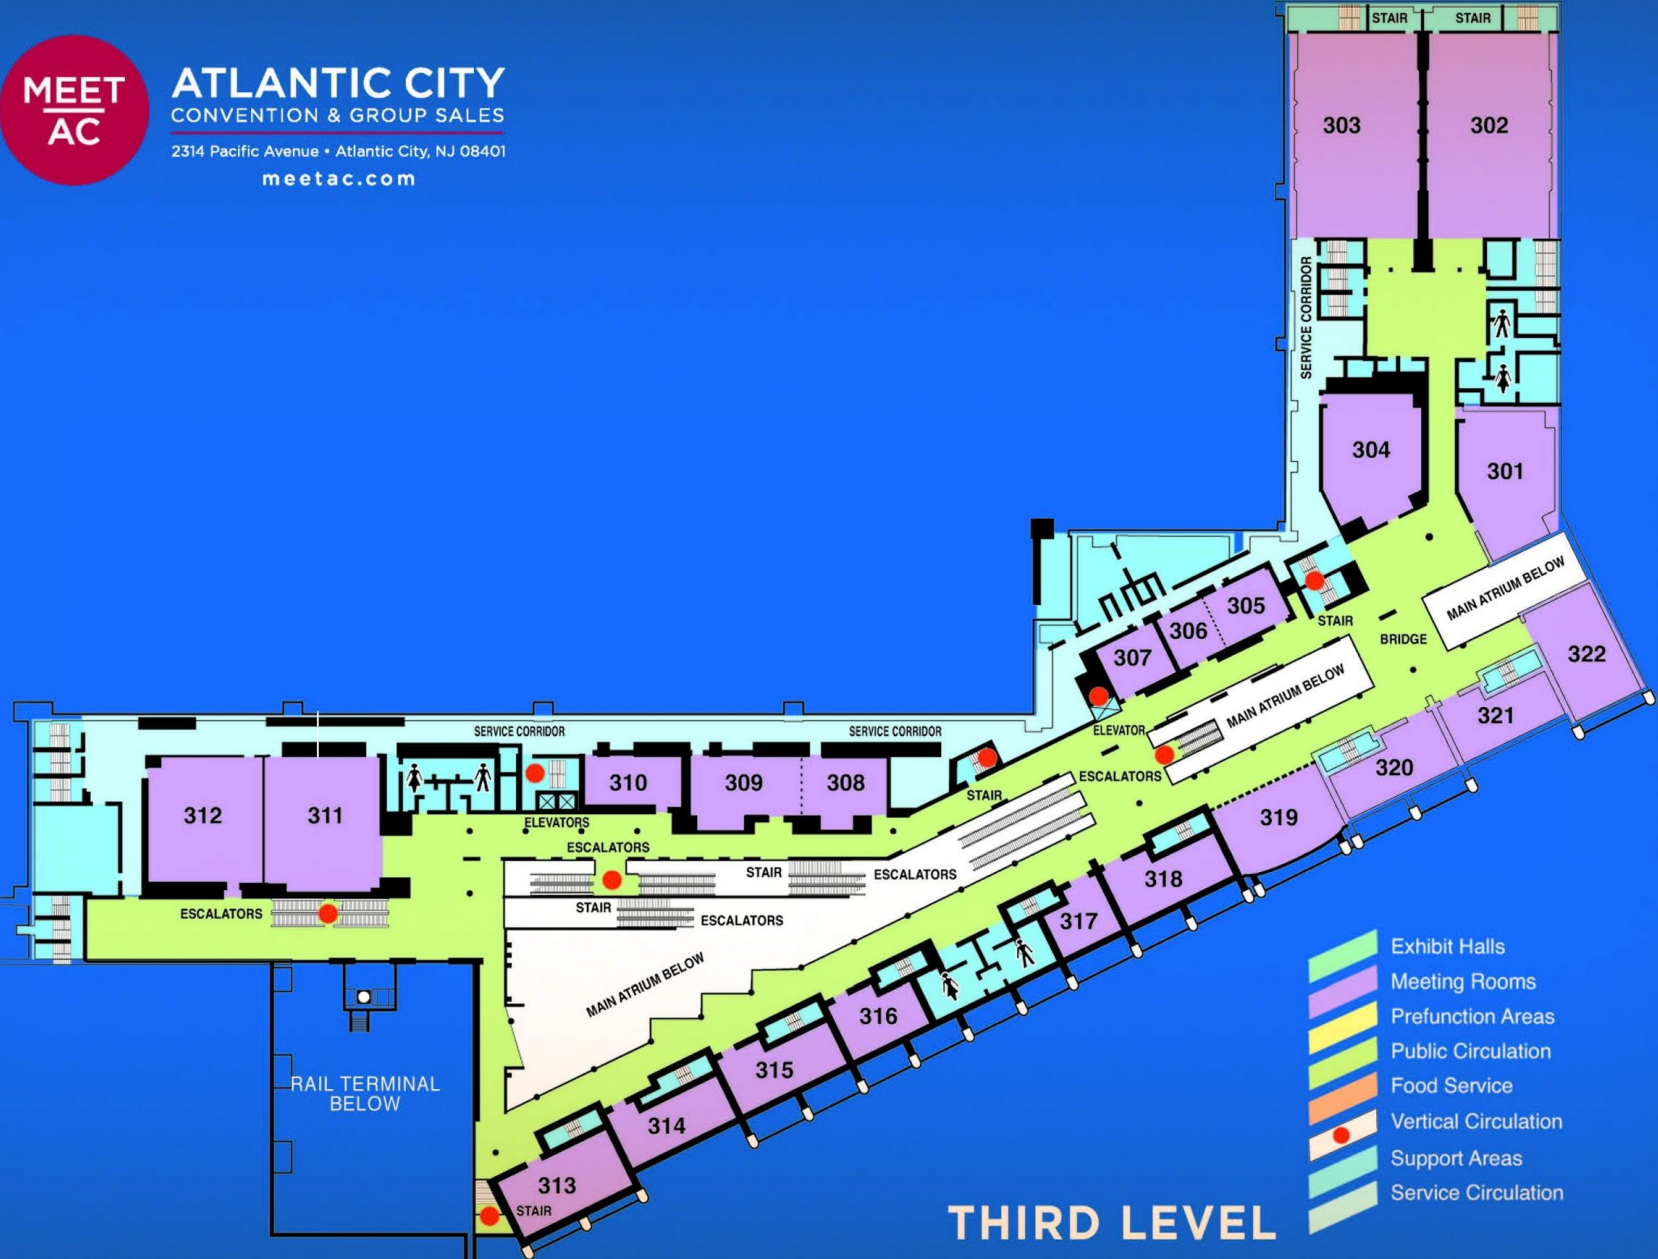 MEET
AC
ATLANTIC CITY
CONVENTION & GROUP SALES
2314 Pacific Avenue • Atlantic City, NJ 08401
meetac.com
STAIR
STAIR
303
302
SERVICE CORRIDOR
304
301
MAIN ATRIUM BELOW
305
306
307
STAIR
BRIDGE
322
MAIN ATRIUM BELOW
321
ELEVATOR
ESCALATORS
320
SERVICE CORRIDOR
SERVICE CORRIDOR
310
309
308
STAIR
312
311
ELEVATORS
319
ESCALATORS
STAIR
ESCALATORS
318
ESCALATORS
STAIR
ESCALATORS
317
MAIN ATRIUM BELOW
316
315
RAIL TERMINAL
BELOW
314
313
STAIR
Exhibit Halls
Meeting Rooms
Prefunction Areas
Public Circulation
Food Service
Vertical Circulation
Support Areas
Service Circulation
THIRD LEVEL